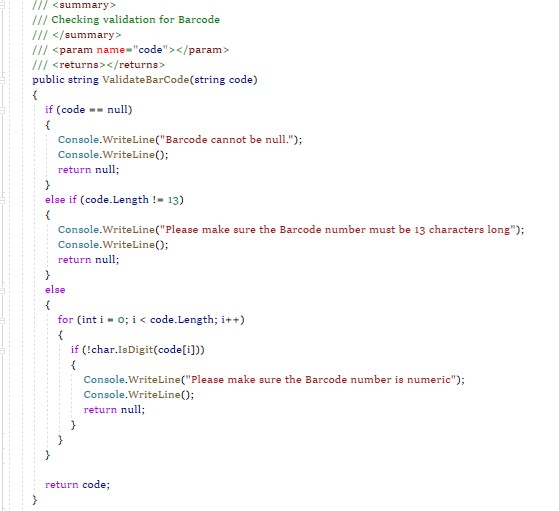 /// <summary>
/// Checking validation for Barcode
/// </summary>
/// <param name="code"></param>
/// <returns></returns>
public string ValidateBarCode(string code)
{
if (code == null)
{
Console.WriteLine("Barcode cannot be null.");
Console.WriteLine();
return null;
}
else if (code.Length != 13)
{
Console.WriteLine("Please make sure the Barcode number must be 13 characters long");
Console.WriteLine();
return null;
}
else
{
for (int i = 0; i < code.Length; i++)
{
if (!char.IsDigit(code[i]))
{
Console.WriteLine("Please make sure the Barcode number is numeric");
Console.WriteLine();
return null;
}
}
}
return code;
}